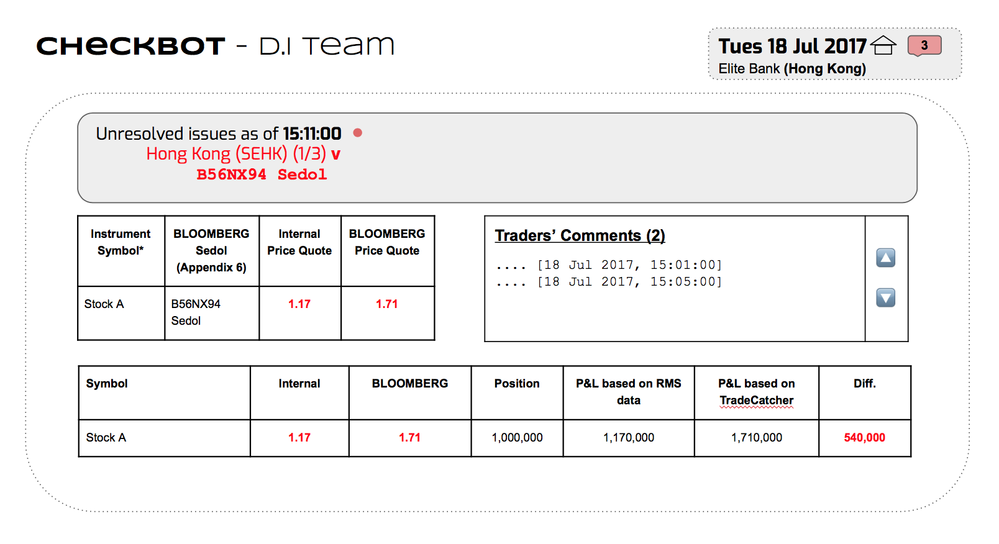 CHeCKBOT - D.I Team
Tues 18 Jul 2017
3
Elite Bank (Hong Kong)
Unresolved issues as of 15:11:00
Hong Kong (SEHK) (1/3) v
B56NX94 Sedol
Instrument Symbol* BLOOMBERG Sedol (Appendix 6) Internal Price Quote BLOOMBERG Price Quote
Stock A B56NX94 Sedol 1.17 1.71
Traders’ Comments (2)
.... [18 Jul 2017, 15:01:00]
.... [18 Jul 2017, 15:05:00]
Symbol Internal BLOOMBERG Position P&L based on RMS data P&L based on TradeCatcher Diff.
Stock A 1.17 1.71 1,000,000 1,170,000 1,710,000 540,000